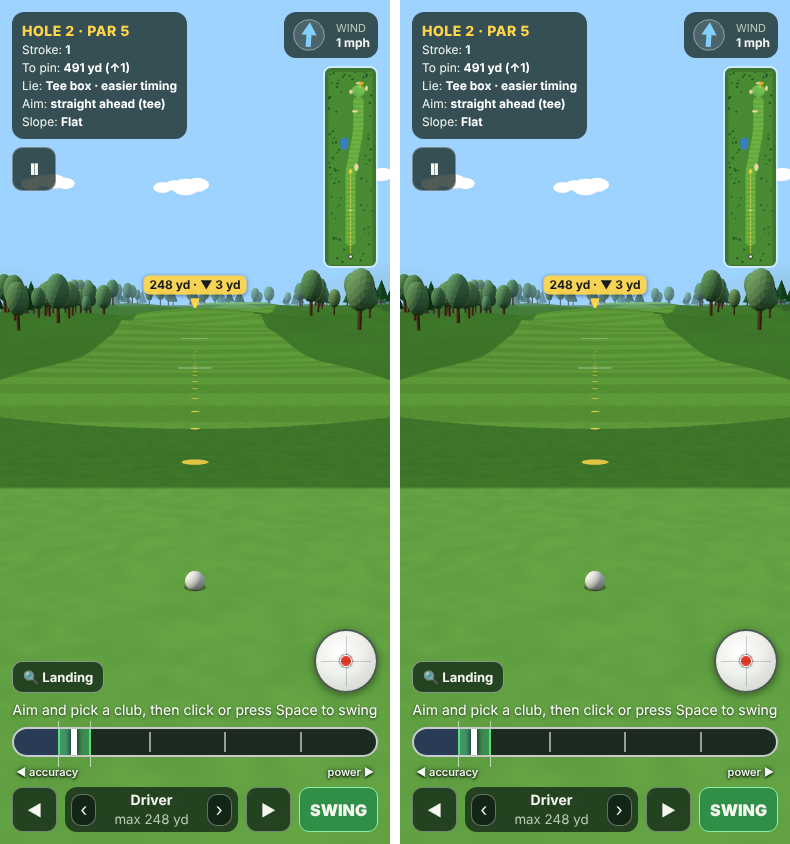 HOLE 2 · PAR 5
Stroke: 1
To pin: 491 yd (↑1)
Lie: Tee box · easier timing
Aim: straight ahead (tee)
Slope: Flat
WIND
1 mph
248 yd · ▼ 3 yd
🔍 Landing
Aim and pick a club, then click or press Space to swing
◀ accuracy
power ▶
◀
‹
Driver
max 248 yd
›
▶
SWING
HOLE 2 · PAR 5
Stroke: 1
To pin: 491 yd (↑1)
Lie: Tee box · easier timing
Aim: straight ahead (tee)
Slope: Flat
WIND
1 mph
248 yd · ▼ 3 yd
🔍 Landing
Aim and pick a club, then click or press Space to swing
◀ accuracy
power ▶
◀
‹
Driver
max 248 yd
›
▶
SWING